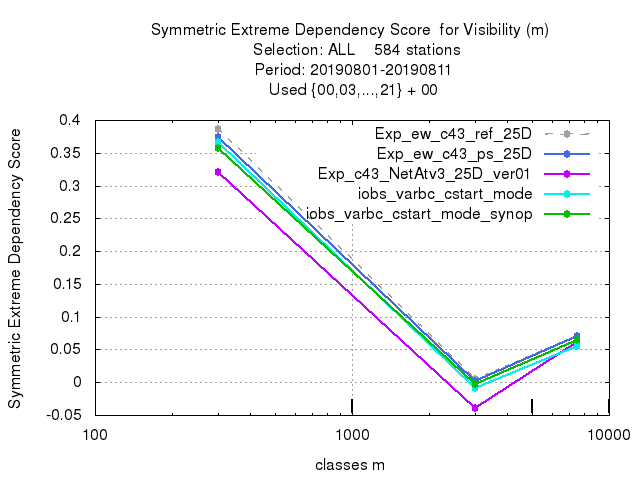 Symmetric Extreme Dependency Score  for Visibility (m)
Selection: ALL    584 stations
Period: 20190801-20190811
Used {00,03,...,21} + 00
Symmetric Extreme Dependency Score
0.4
0.35
0.3
0.25
0.2
0.15
0.1
0.05
0
-0.05
Exp_ew_c43_ref_25D
Exp_ew_c43_ps_25D
Exp_c43_NetAtv3_25D_ver01
iobs_varbc_cstart_mode
iobs_varbc_cstart_mode_synop
100 1000 10000
classes m